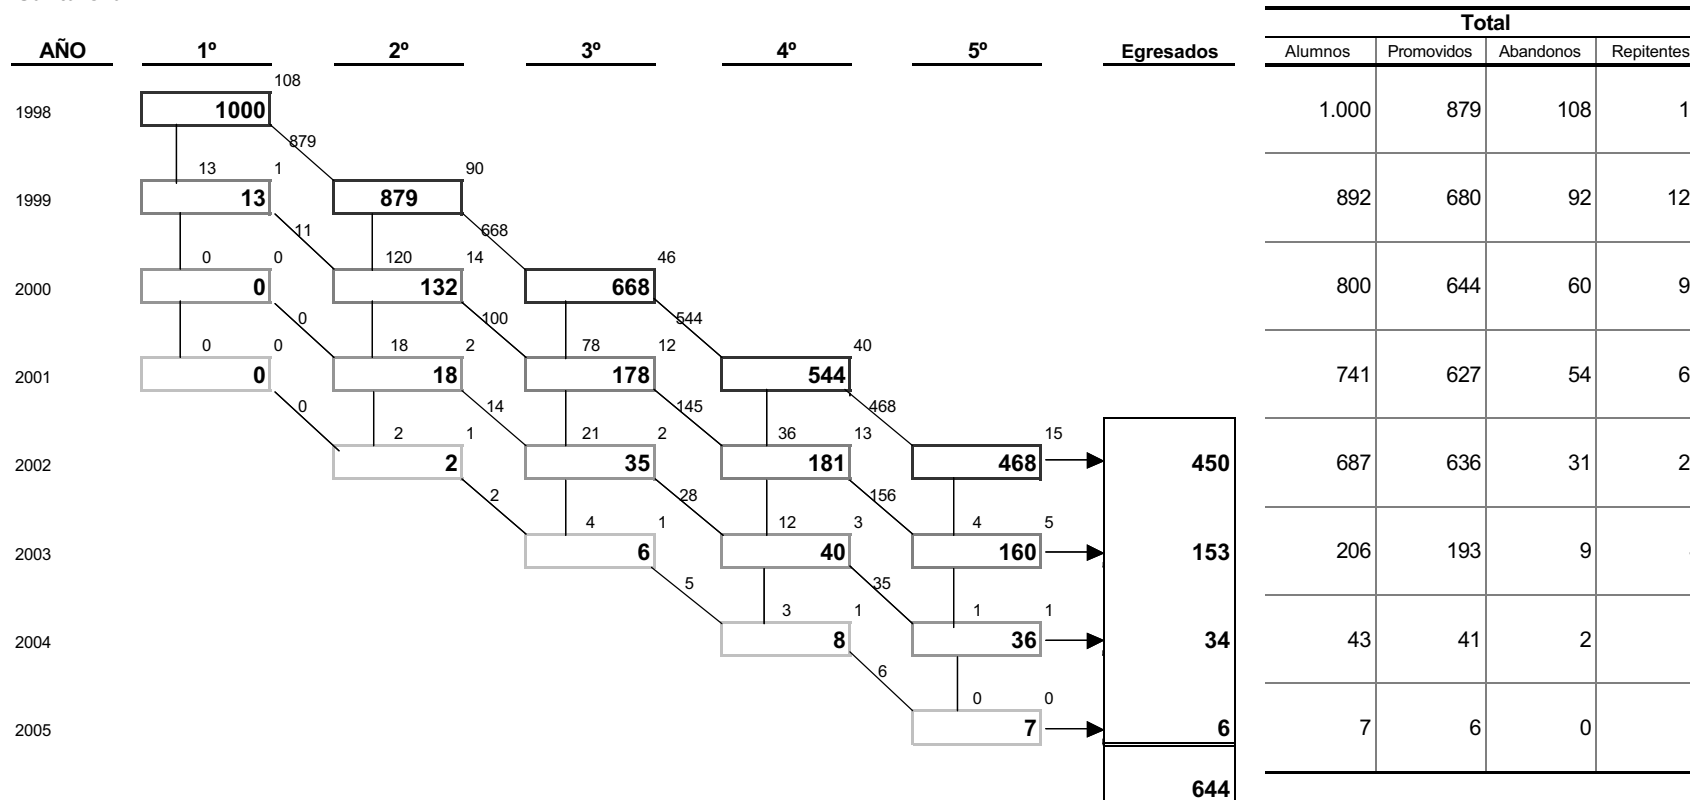 Total
AÑO 1º 2º 3º 4º 5º Egresados Alumnos Promovidos Abandonos Repitentes
108
1998 1000 1.000 879 108
879
13 1 90
1999 13 879 892 680 92
11 668
0 0 120 14 46
2000 0 132 668 800 644 60
0 100 544
0 0 18 2 78 12 40
2001 0 18 178 544 741 627 54
0 14 145 468
2 1 21 2 36 13 15
2002 2 35 181 468 450 687 636 31
2 28 156
4 1 12 3 4 5
2003 6 40 160 153 206 193 9
5 35
3 1 1 1
2004 8 36 34 43 41 2
6
0 0
2005 7 6 7 6 0
644